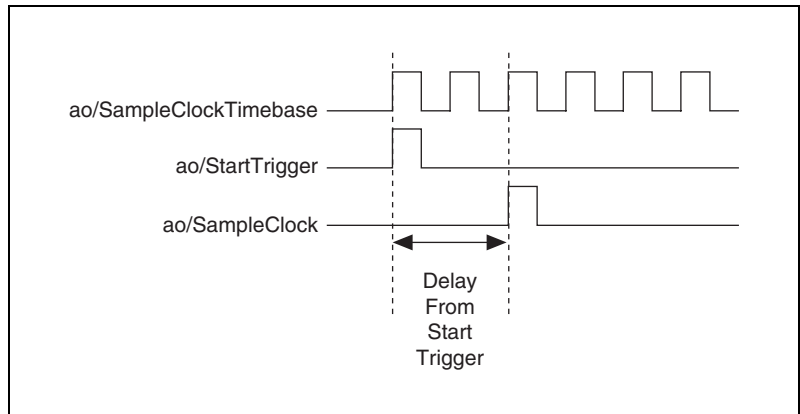 ao/SampleClockTimebase
ao/StartTrigger
ao/SampleClock
Delay
From
Start
Trigger